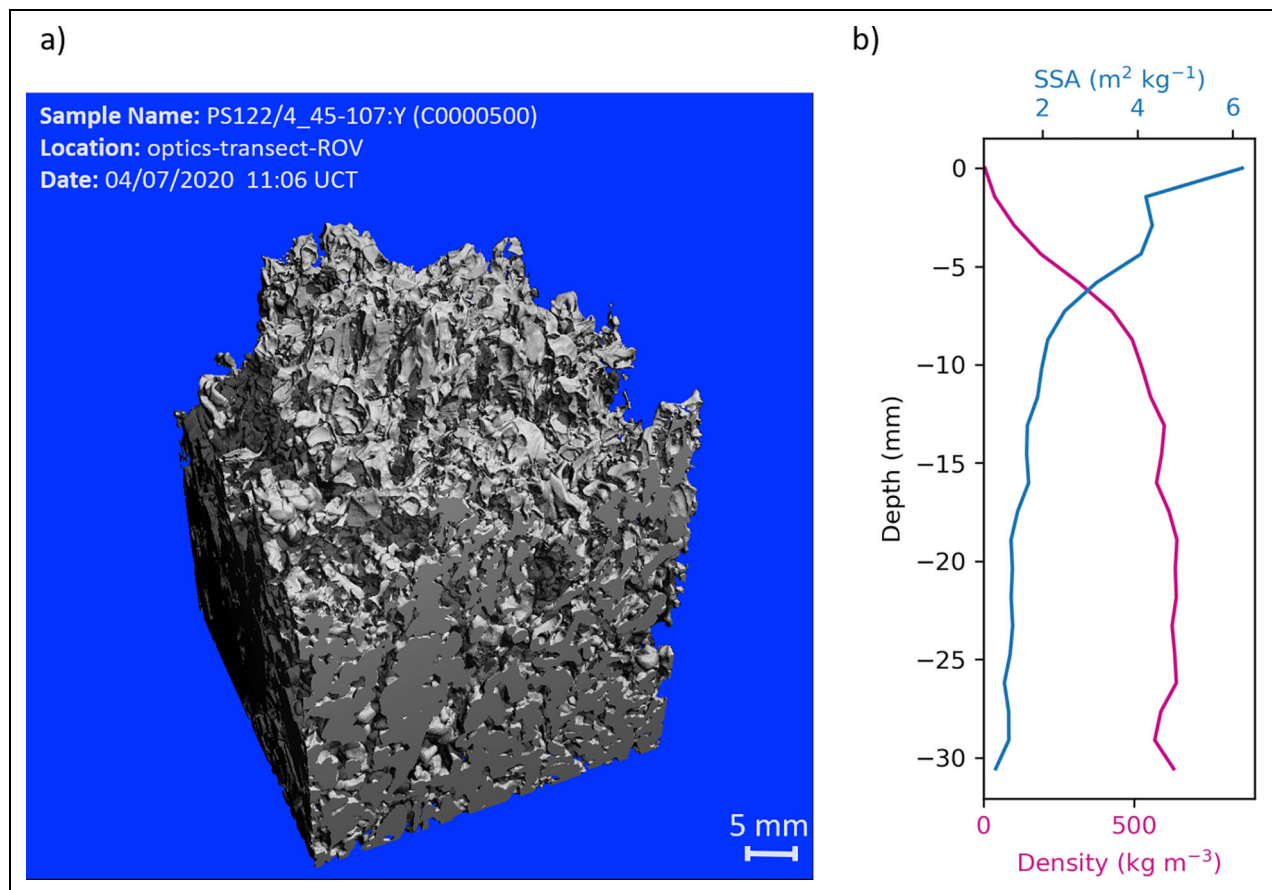 a)
Sample Name: PS122/4_45-107:Y (C0000500)
Location: optics-transect-ROV
Date: 04/07/2020 11:06 UCT
5 mm
b)
SSA (m² kg⁻¹)
2 4 6
Depth (mm)
0
−5
−10
−15
−20
−25
−30
0 500
Density (kg m⁻³)